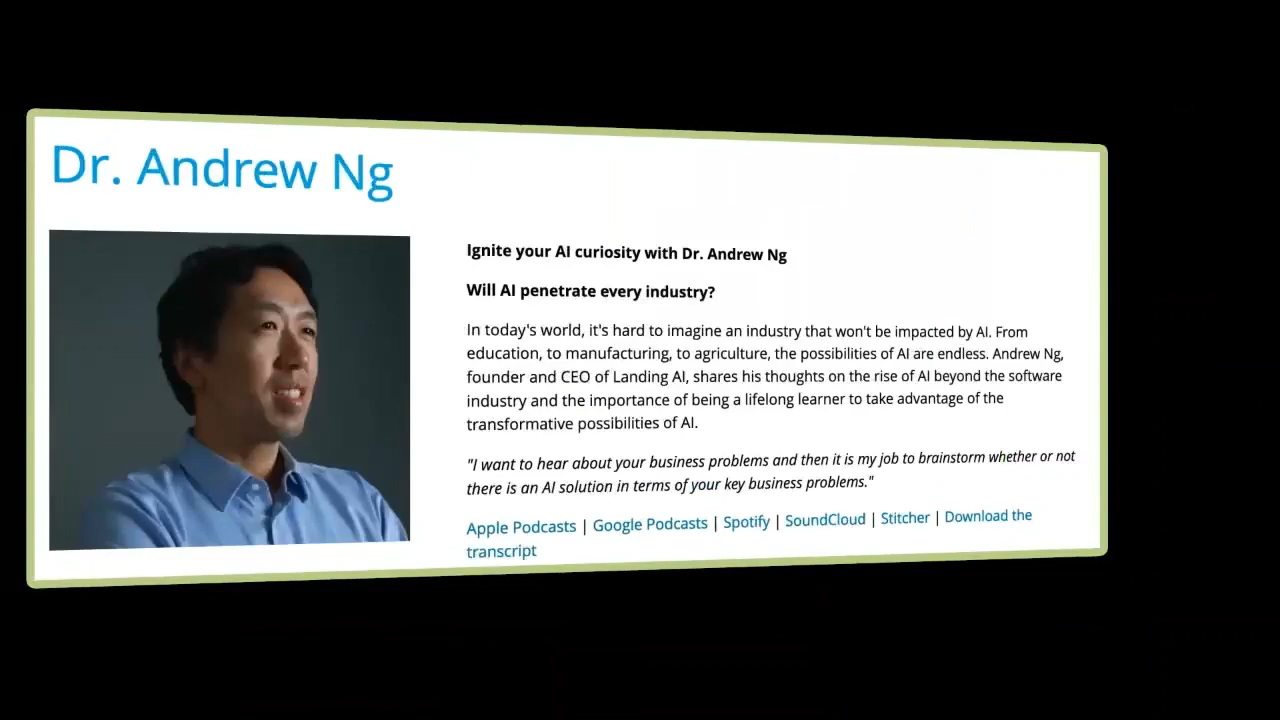 Dr. Andrew Ng
Ignite your AI curiosity with Dr. Andrew Ng
Will AI penetrate every industry?
In today's world, it's hard to imagine an industry that won't be impacted by AI. From
education, to manufacturing, to agriculture, the possibilities of AI are endless. Andrew Ng,
founder and CEO of Landing AI, shares his thoughts on the rise of AI beyond the software
industry and the importance of being a lifelong learner to take advantage of the
transformative possibilities of AI.
"I want to hear about your business problems and then it is my job to brainstorm whether or not
there is an AI solution in terms of your key business problems."
Apple Podcasts | Google Podcasts | Spotify | SoundCloud | Stitcher | Download the
transcript